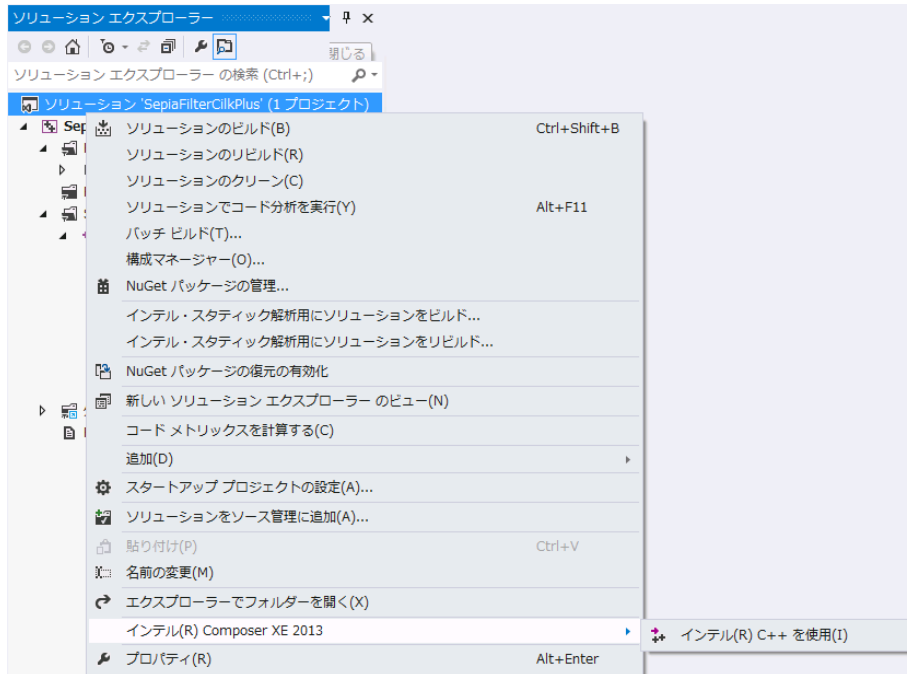 ソリューション エクスプローラー
閉じる
ソリューション エクスプローラー の検索 (Ctrl+;)
ソリューション 'SepiaFilterCilkPlus' (1 プロジェクト)
Sep
ソリューションのビルド(B) Ctrl+Shift+B
ソリューションのリビルド(R)
ソリューションのクリーン(C)
ソリューションでコード分析を実行(Y) Alt+F11
バッチ ビルド(T)...
構成マネージャー(O)...
NuGet パッケージの管理...
インテル・スタティック解析用にソリューションをビルド...
インテル・スタティック解析用にソリューションをリビルド...
NuGet パッケージの復元の有効化
新しい ソリューション エクスプローラー のビュー(N)
コード メトリックスを計算する(C)
追加(D)
スタートアップ プロジェクトの設定(A)...
ソリューションをソース管理に追加(A)...
貼り付け(P) Ctrl+V
名前の変更(M)
エクスプローラーでフォルダーを開く(X)
インテル(R) Composer XE 2013
インテル(R) C++ を使用(I)
プロパティ(R) Alt+Enter